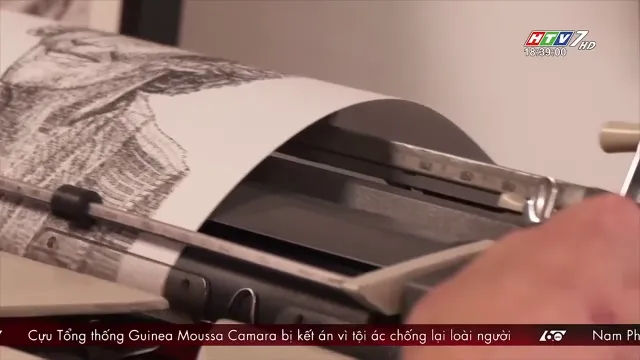 HTV7 HD
18:39:00
Cựu Tổng thống Guinea Moussa Camara bị kết án vì tội ác chống lại loài người
60
Nam Ph